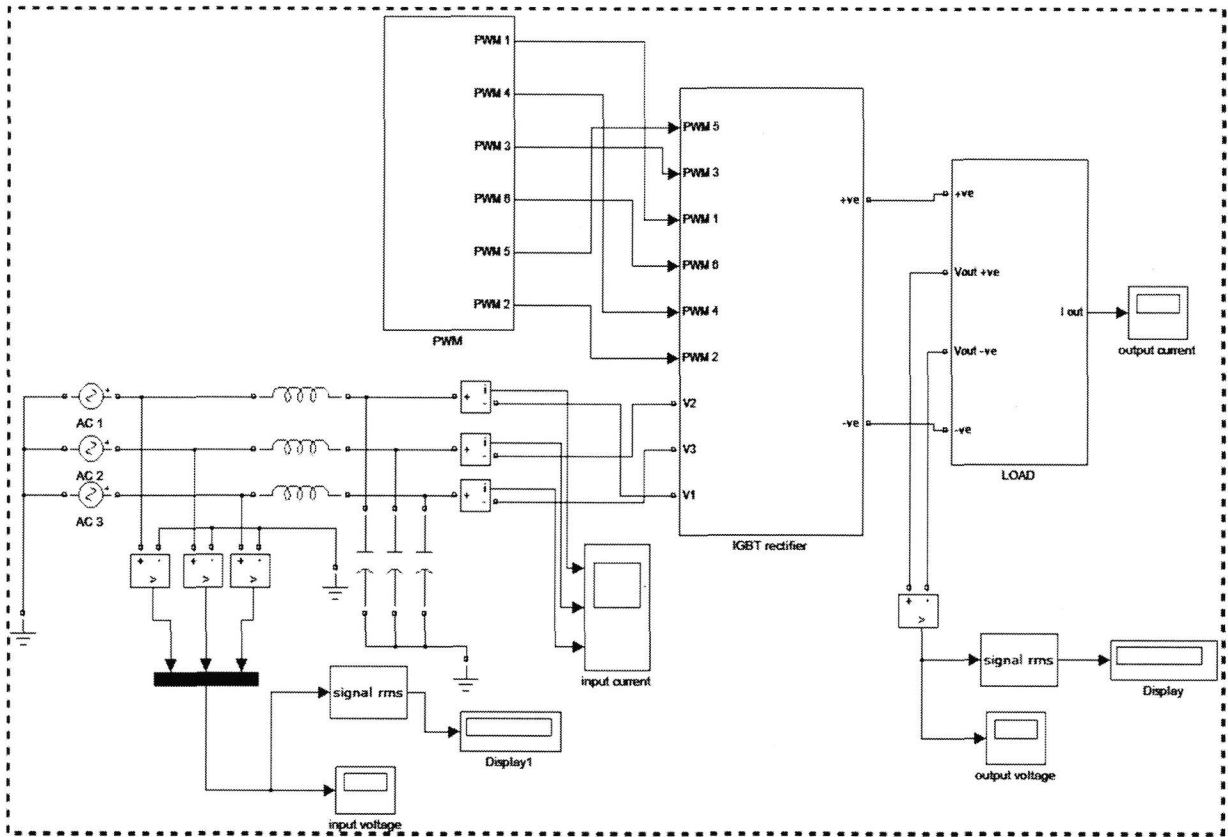 PWM 1
PWM 4
PWM 3
PWM 6
PWM 5
PWM 2
PWM
PWM 5
PWM 3
PWM 1
PWM 6
PWM 4
PWM 2
V2
V3
V1
+ve
-ve
IGBT rectifier
+ve
Vout +ve
Vout -ve
-ve
I out
LOAD
output current
AC 1
AC 2
AC 3
+
+
+
+ i
-
+ i
-
+ i
-
+ -
v
+ -
v
+ -
v
input current
signal rms
Display1
input voltage
+ -
v
signal rms
Display
output voltage